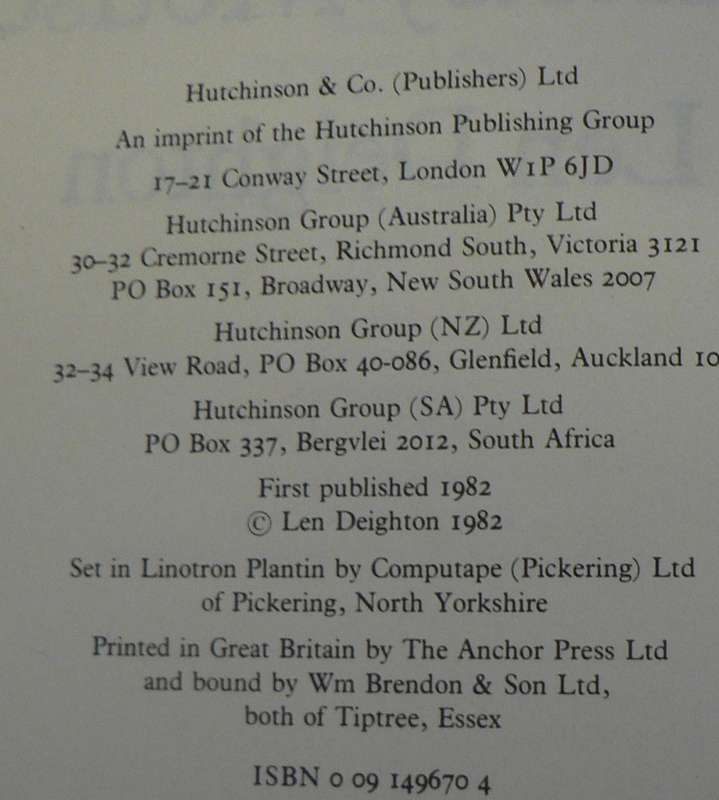 Hutchinson & Co. (Publishers) Ltd
An imprint of the Hutchinson Publishing Group
17–21 Conway Street, London W1P 6JD
Hutchinson Group (Australia) Pty Ltd
30–32 Cremorne Street, Richmond South, Victoria 3121
PO Box 151, Broadway, New South Wales 2007
Hutchinson Group (NZ) Ltd
32–34 View Road, PO Box 40-086, Glenfield, Auckland 10
Hutchinson Group (SA) Pty Ltd
PO Box 337, Bergvlei 2012, South Africa
First published 1982
© Len Deighton 1982
Set in Linotron Plantin by Computape (Pickering) Ltd
of Pickering, North Yorkshire
Printed in Great Britain by The Anchor Press Ltd
and bound by Wm Brendon & Son Ltd,
both of Tiptree, Essex
ISBN 0 09 149670 4